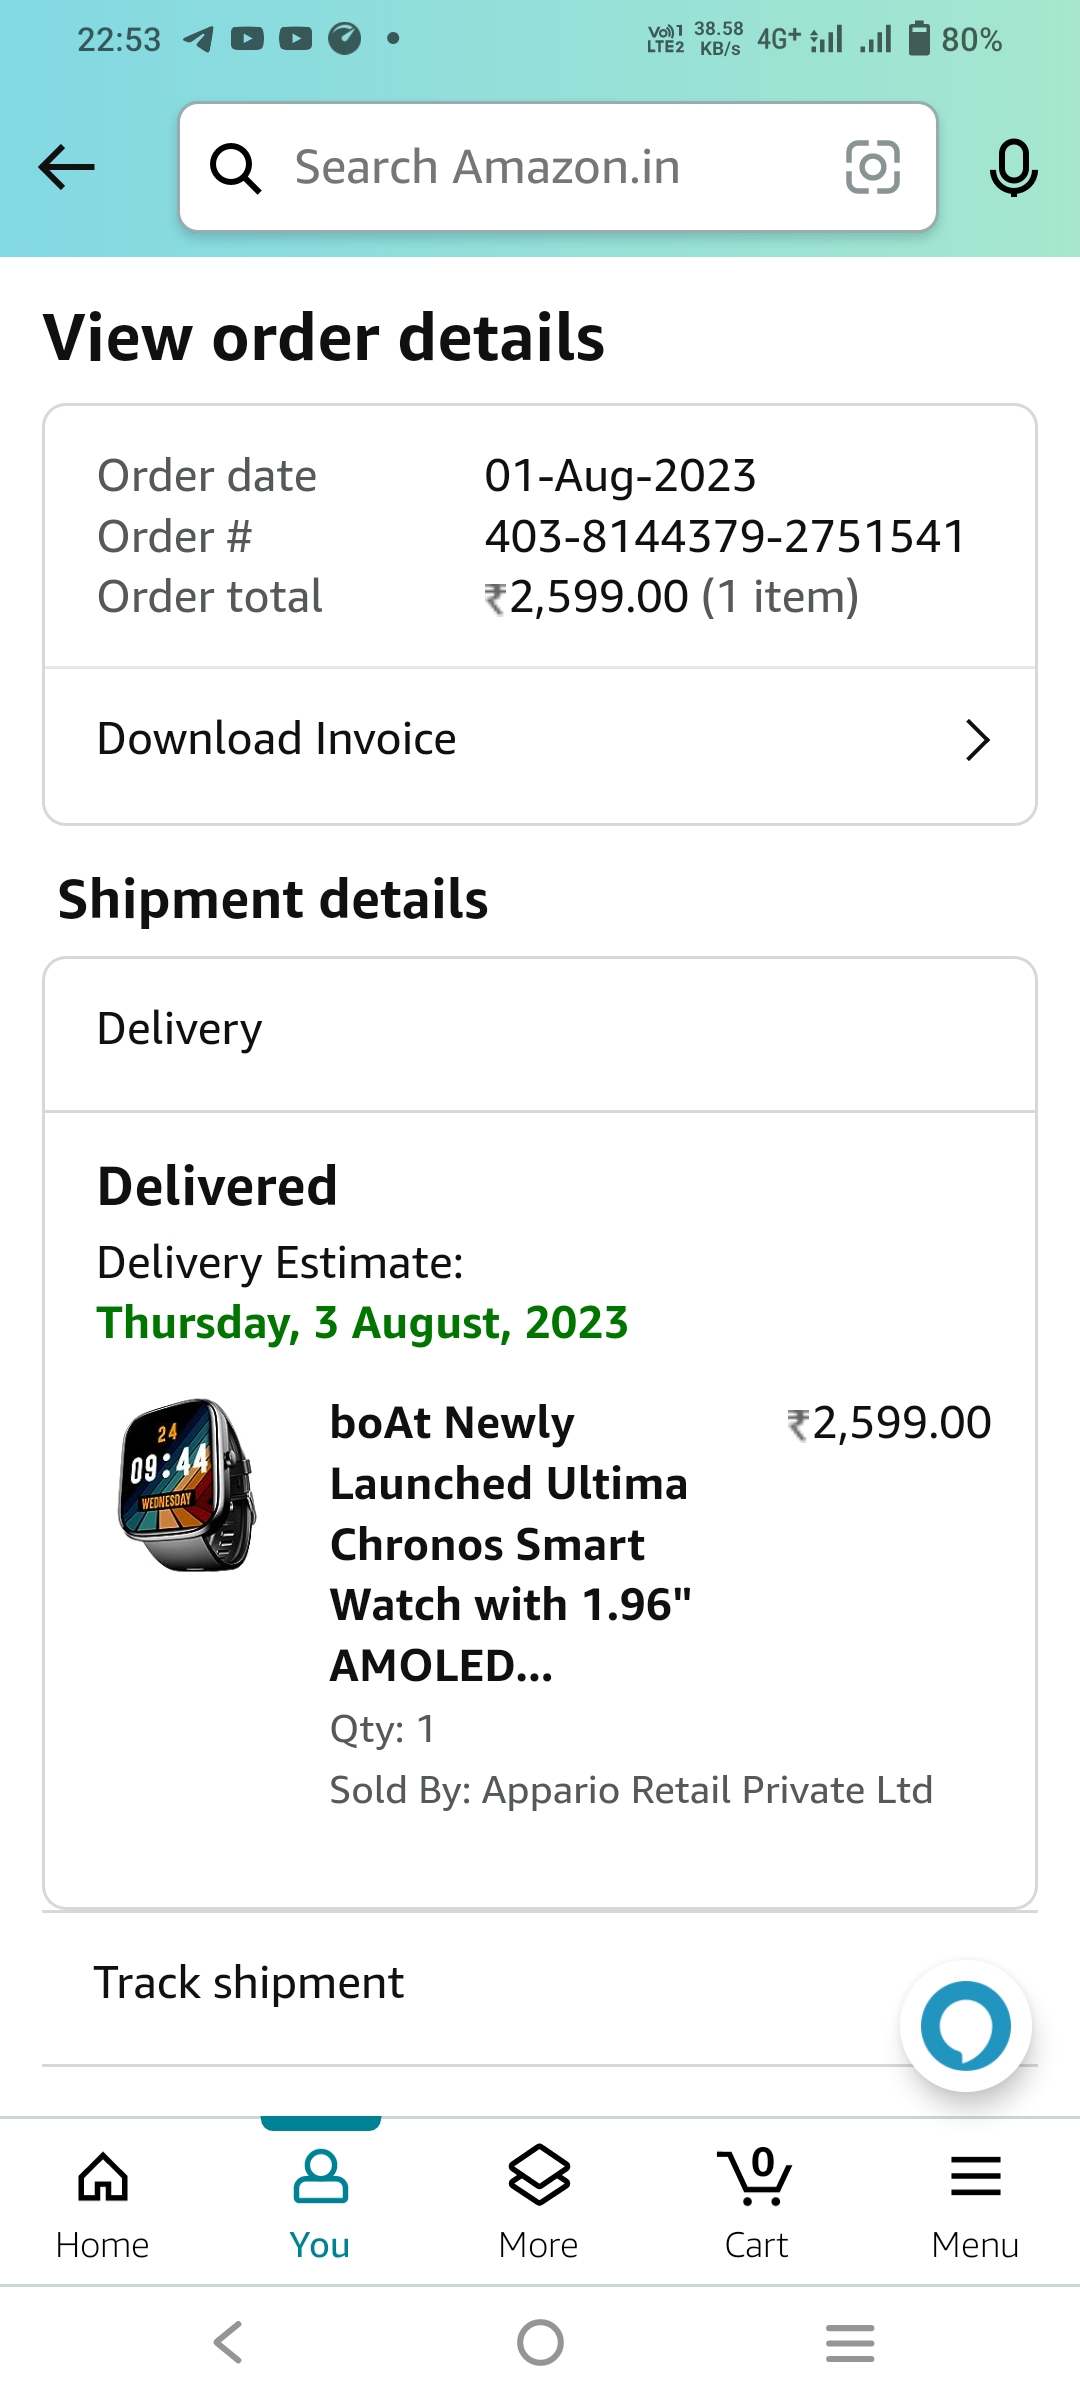 22:53 Vo))1 LTE2 38.58 KB/s 4G+ 80%
Search Amazon.in
View order details
Order date 01-Aug-2023
Order # 403-8144379-2751541
Order total ₹2,599.00 (1 item)
Download Invoice
Shipment details
Delivery
Delivered
Delivery Estimate:
Thursday, 3 August, 2023
24
09:44
WEDNESDAY
boAt Newly ₹2,599.00
Launched Ultima
Chronos Smart
Watch with 1.96"
AMOLED...
Qty: 1
Sold By: Appario Retail Private Ltd
Track shipment
0
Home You More Cart Menu